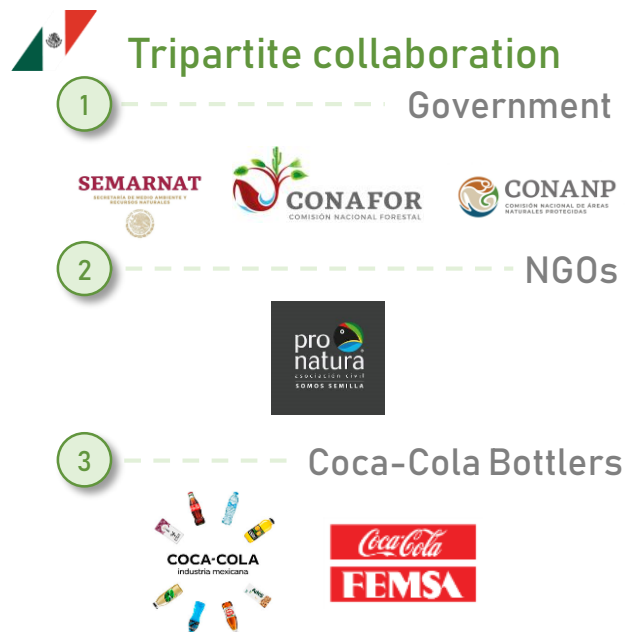 Tripartite collaboration
1
Government
SEMARNAT
SECRETARÍA DE MEDIO AMBIENTE Y
RECURSOS NATURALES
CONAFOR
COMISIÓN NACIONAL FORESTAL
CONANP
COMISIÓN NACIONAL DE ÁREAS
NATURALES PROTEGIDAS
2
NGOs
pro
natura
asociación civil
SOMOS SEMILLA
3
Coca-Cola Bottlers
COCA-COLA
industria mexicana
Coca-Cola
FEMSA